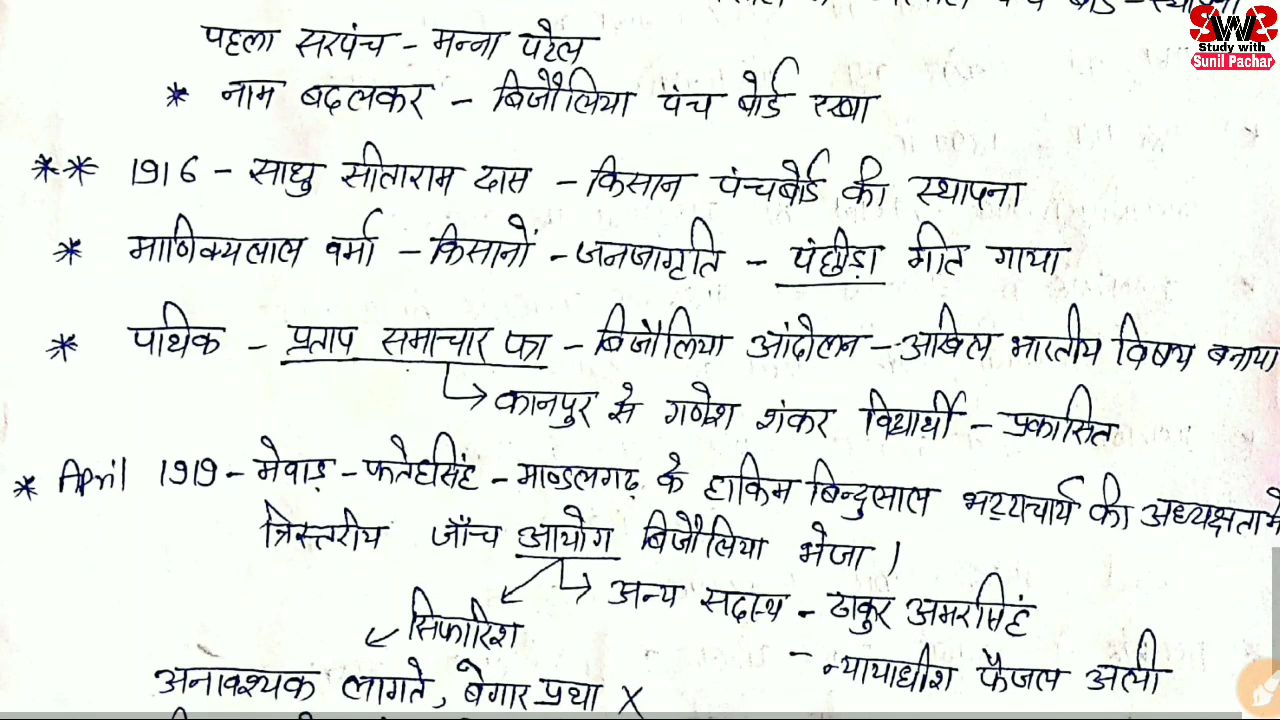 पंच बोर्ड - स्थापना
SWS
Study with
Sunil Pachar
पहला सरपंच - मन्ना पटेल
* नाम बदलकर - बिजौलिया पंच बोर्ड रखा
** 1916 - साधु सीताराम दास - किसान पंचबोर्ड की स्थापना
* माणिक्यलाल वर्मा - किसानों - जनजागृति - पंछीड़ा गीत गाया
* पथिक - प्रताप समाचार का - बिजौलिया आंदोलन - अखिल भारतीय विषय बनाया
↳ कानपुर से गणेश शंकर विद्यार्थी - प्रकासित
* April 1919 - मेवाड़ - फतेहसिंह - माण्डलगढ़ के हाकिम बिन्दुलाल भट्टाचार्य की अध्यक्षता में
त्रिस्तरीय जाँच आयोग बिजौलिया भेजा।
↳ अन्य सदस्य - ठाकुर अमरसिंह
सिफारिश
- न्यायाधीश फैजल अली
अनावश्यक लागते, बेगार प्रथा X